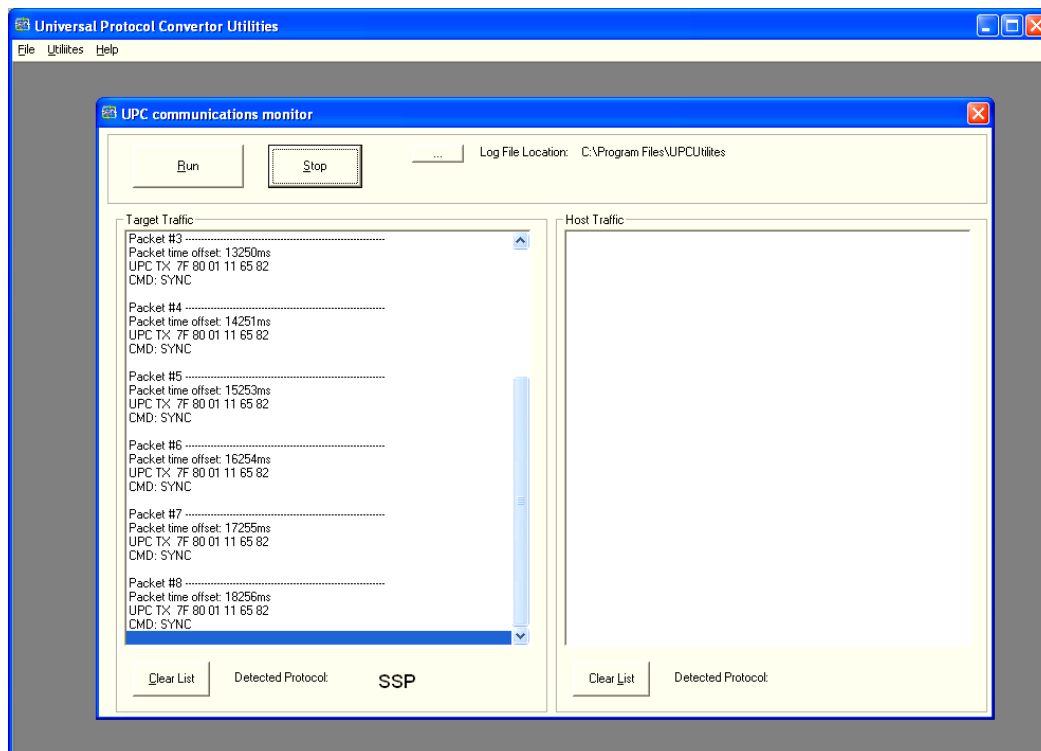 Universal Protocol Convertor Utilities
File Utiliites Help
UPC communications monitor
Run
Stop
...
Log File Location: C:\Program Files\UPCUtilites
Target Traffic
Packet #3 --------------------------------------------------------------
Packet time offset: 13250ms
UPC TX 7F 80 01 11 65 82
CMD: SYNC
Packet #4 --------------------------------------------------------------
Packet time offset: 14251ms
UPC TX 7F 80 01 11 65 82
CMD: SYNC
Packet #5 --------------------------------------------------------------
Packet time offset: 15253ms
UPC TX 7F 80 01 11 65 82
CMD: SYNC
Packet #6 --------------------------------------------------------------
Packet time offset: 16254ms
UPC TX 7F 80 01 11 65 82
CMD: SYNC
Packet #7 --------------------------------------------------------------
Packet time offset: 17255ms
UPC TX 7F 80 01 11 65 82
CMD: SYNC
Packet #8 --------------------------------------------------------------
Packet time offset: 18256ms
UPC TX 7F 80 01 11 65 82
CMD: SYNC
Clear List
Detected Protocol: SSP
Host Traffic
Clear List
Detected Protocol: